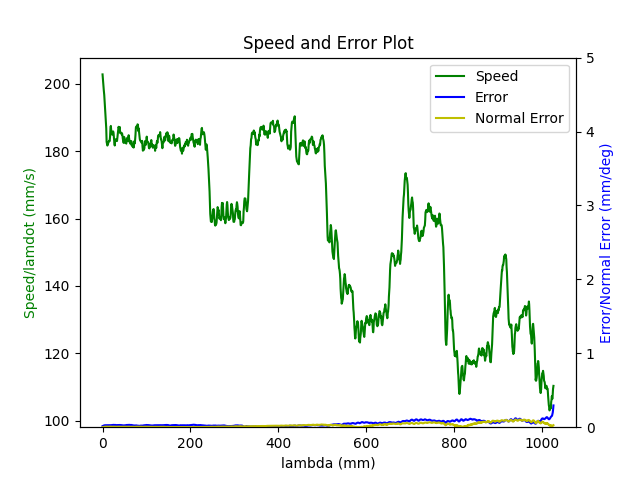 Speed and Error Plot
Speed
Error
Normal Error
200
180
160
140
120
100
5
4
3
2
1
0
Speed/lamdot (mm/s)
Error/Normal Error (mm/deg)
0 200 400 600 800 1000
lambda (mm)